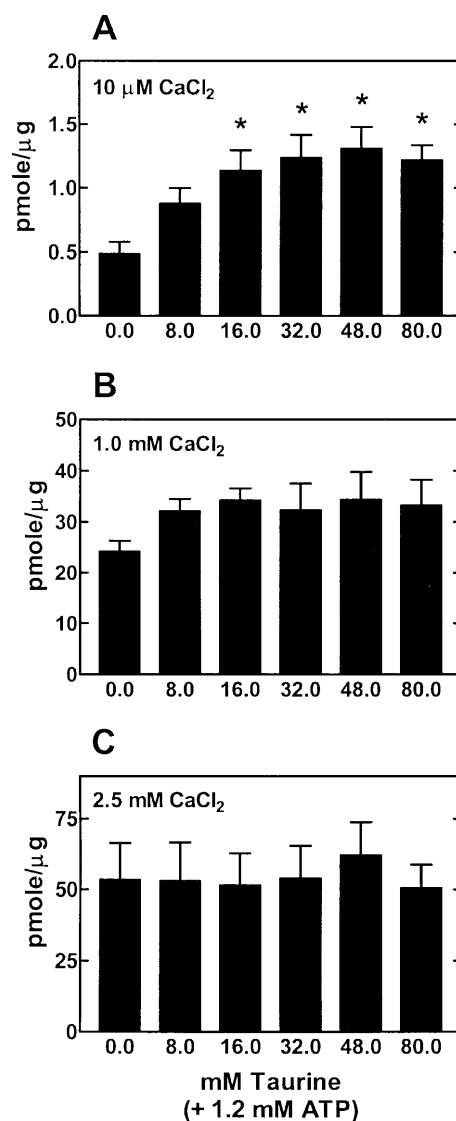 A
10 μM CaCl₂
pmole/μg
2.0
1.5
1.0
0.5
0.0
* * * *
0.0 8.0 16.0 32.0 48.0 80.0
B
1.0 mM CaCl₂
pmole/μg
50
40
30
20
10
0
0.0 8.0 16.0 32.0 48.0 80.0
C
2.5 mM CaCl₂
pmole/μg
75
50
25
0
0.0 8.0 16.0 32.0 48.0 80.0
mM Taurine
(+ 1.2 mM ATP)